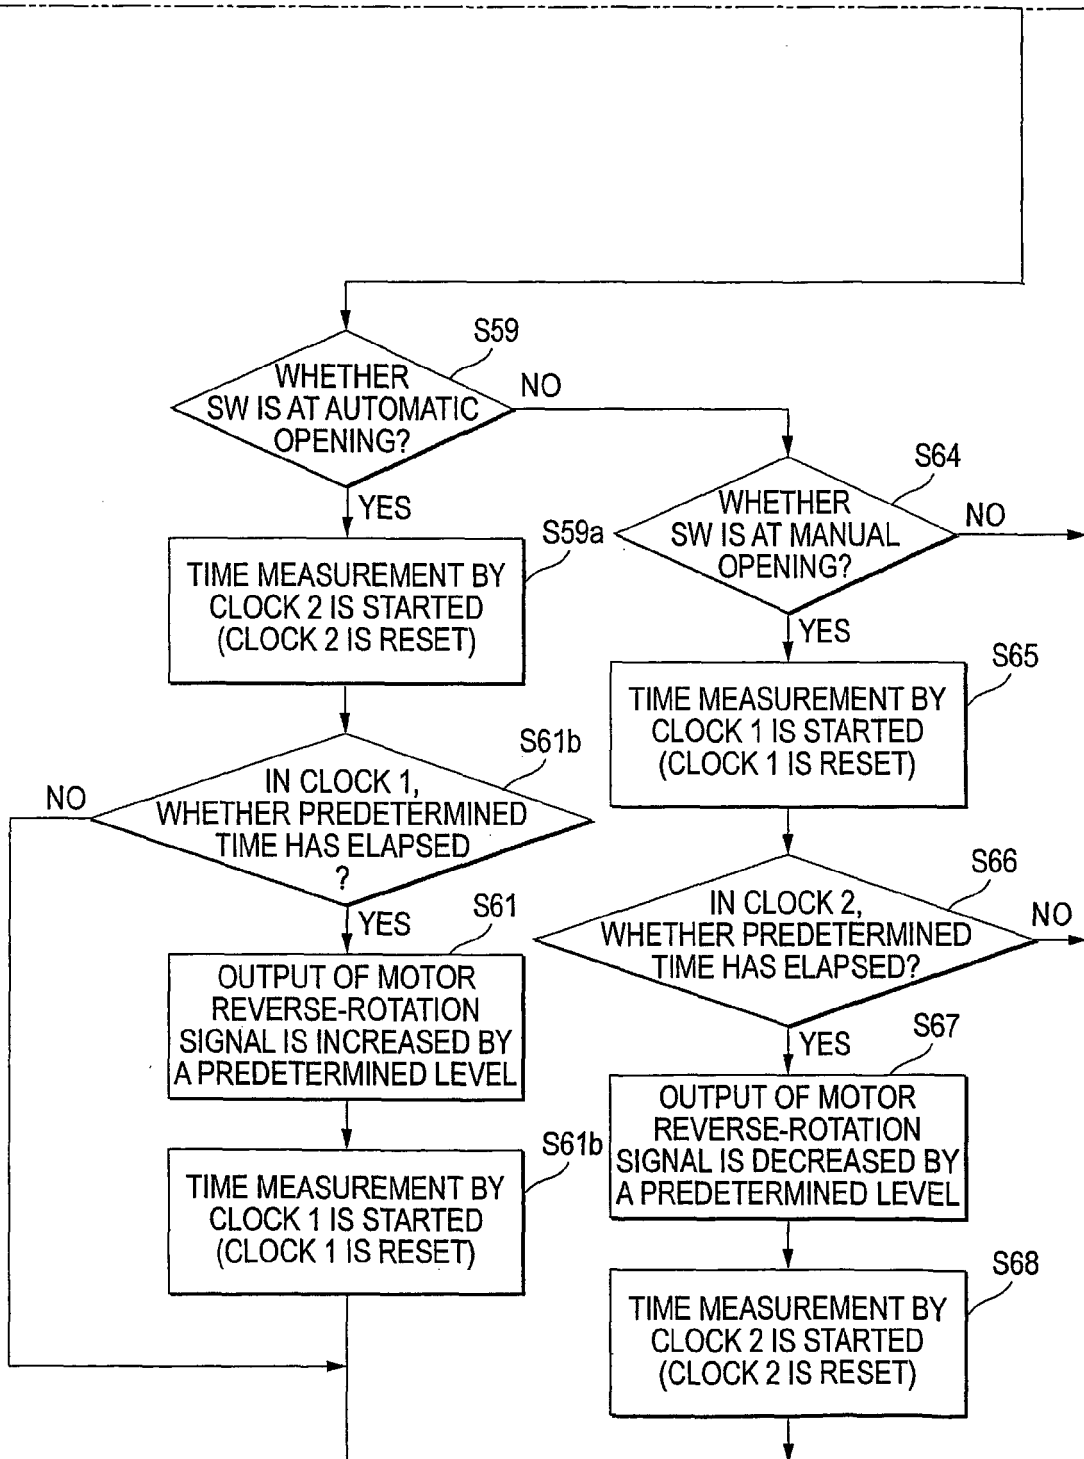 S59
WHETHER
SW IS AT AUTOMATIC
OPENING?
NO
YES
S59a
TIME MEASUREMENT BY
CLOCK 2 IS STARTED
(CLOCK 2 IS RESET)
S61b
IN CLOCK 1,
WHETHER PREDETERMINED
TIME HAS ELAPSED
?
NO
YES
S61
OUTPUT OF MOTOR
REVERSE-ROTATION
SIGNAL IS INCREASED BY
A PREDETERMINED LEVEL
S61b
TIME MEASUREMENT BY
CLOCK 1 IS STARTED
(CLOCK 1 IS RESET)
S64
WHETHER
SW IS AT MANUAL
OPENING?
NO
YES
S65
TIME MEASUREMENT BY
CLOCK 1 IS STARTED
(CLOCK 1 IS RESET)
S66
IN CLOCK 2,
WHETHER PREDETERMINED
TIME HAS ELAPSED?
NO
YES
S67
OUTPUT OF MOTOR
REVERSE-ROTATION
SIGNAL IS DECREASED BY
A PREDETERMINED LEVEL
S68
TIME MEASUREMENT BY
CLOCK 2 IS STARTED
(CLOCK 2 IS RESET)